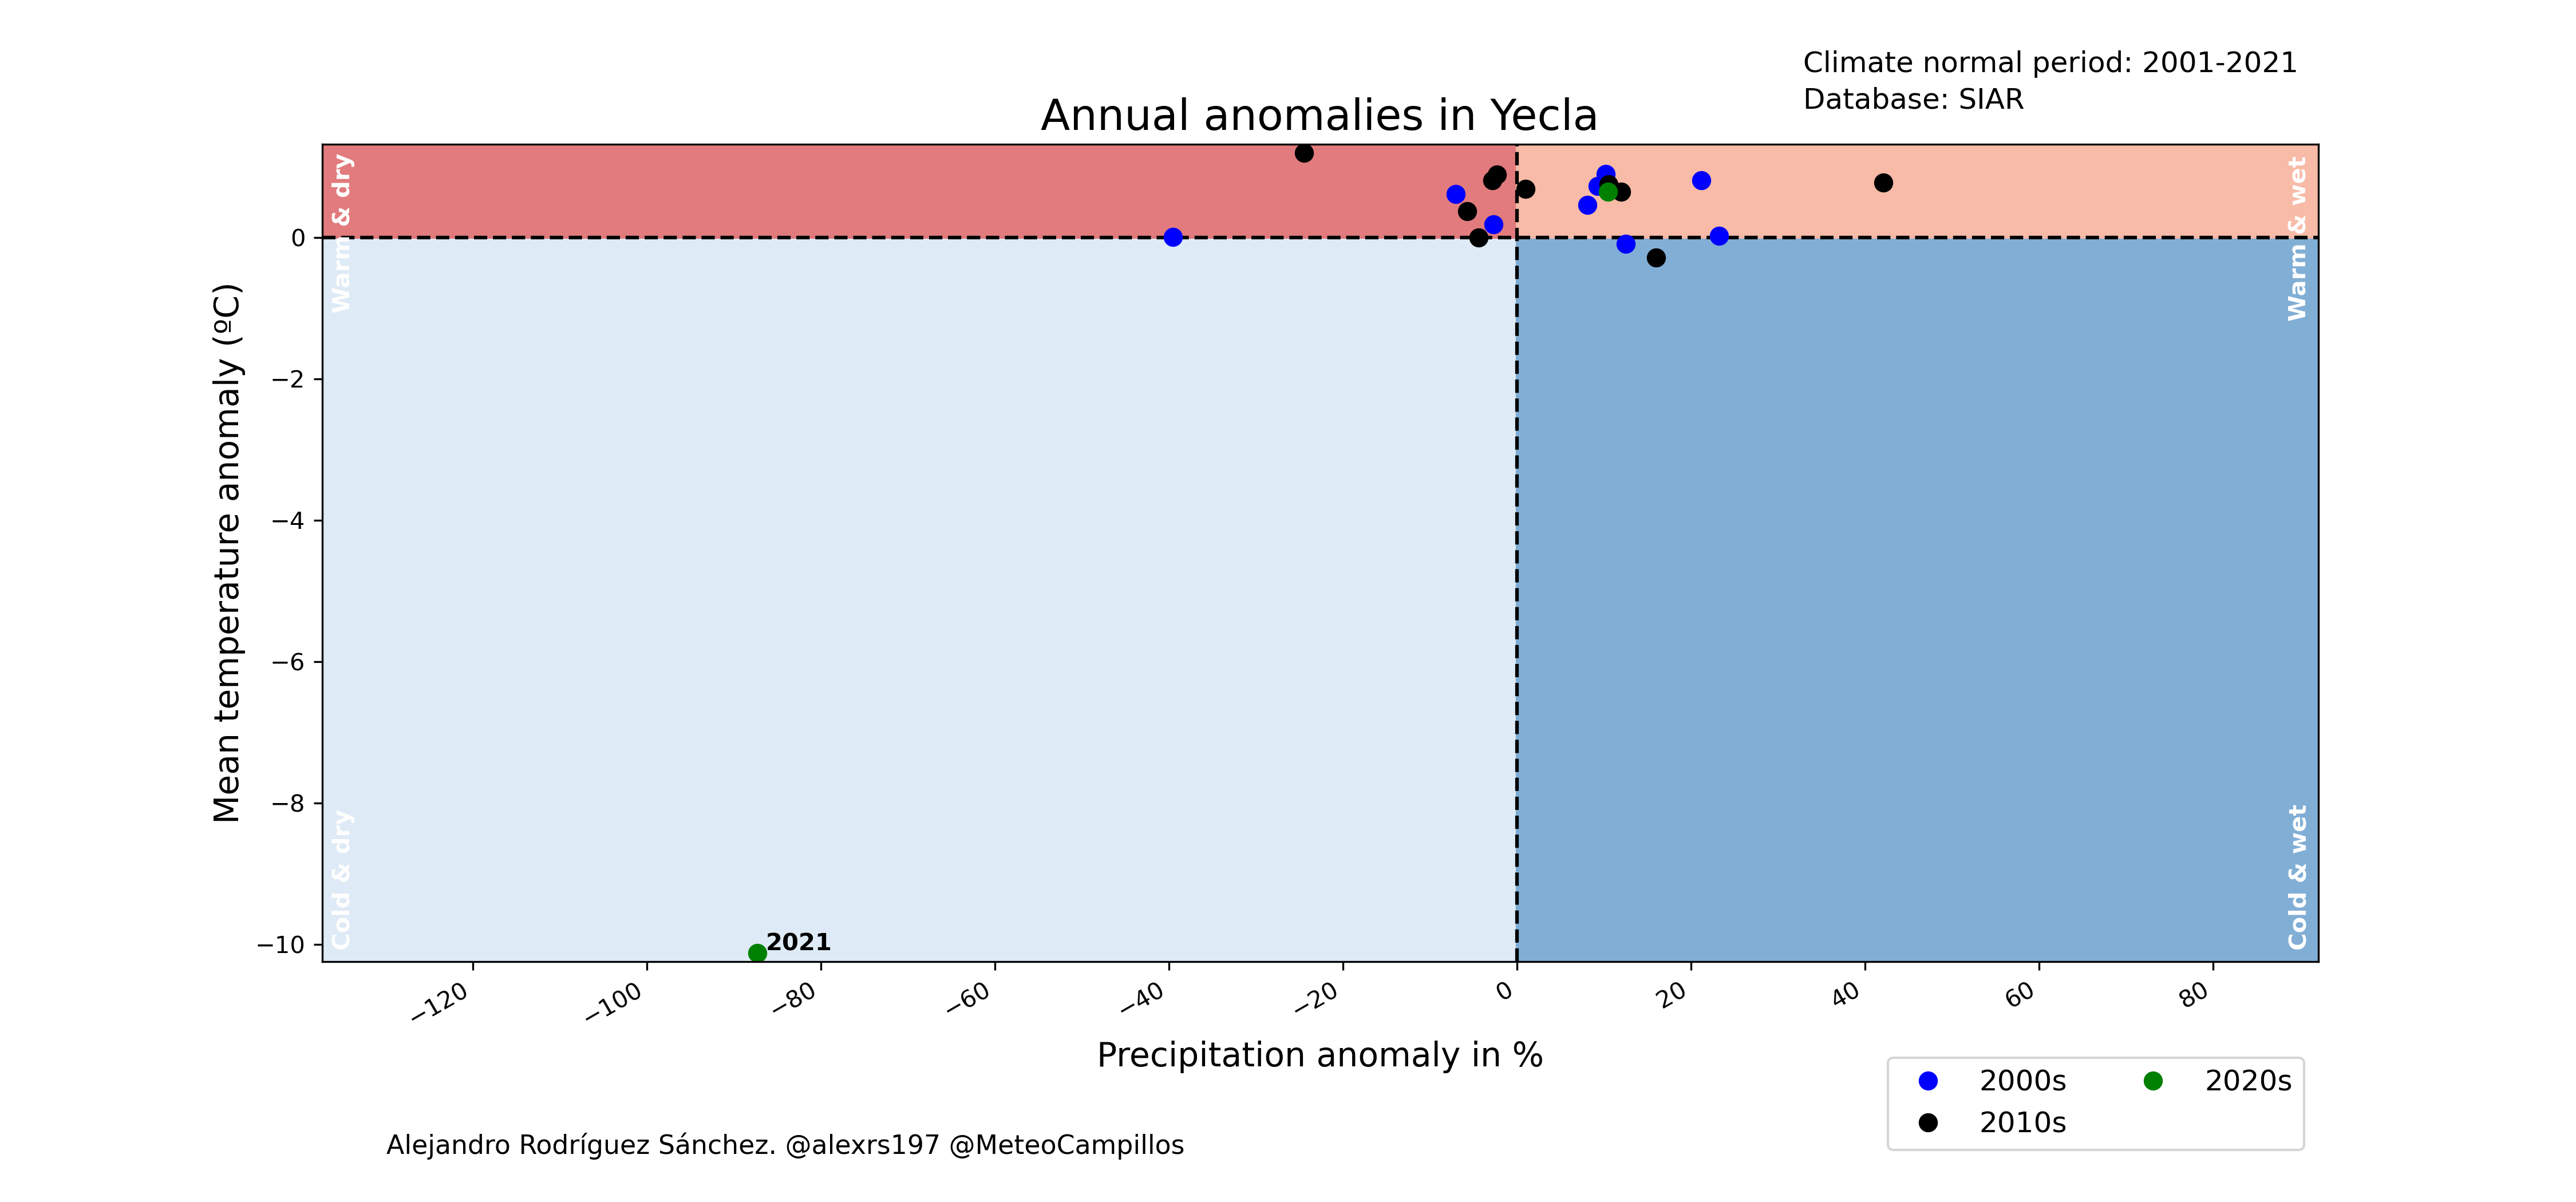 Climate normal period: 2001-2021
Database: SIAR
Annual anomalies in Yecla
Warm & dry
Warm & wet
Cold & dry
Cold & wet
Mean temperature anomaly (ºC)
0
−2
−4
−6
−8
−10
2021
−120
−100
−80
−60
−40
−20
0
20
40
60
80
Precipitation anomaly in %
2000s
2010s
2020s
Alejandro Rodríguez Sánchez. @alexrs197 @MeteoCampillos